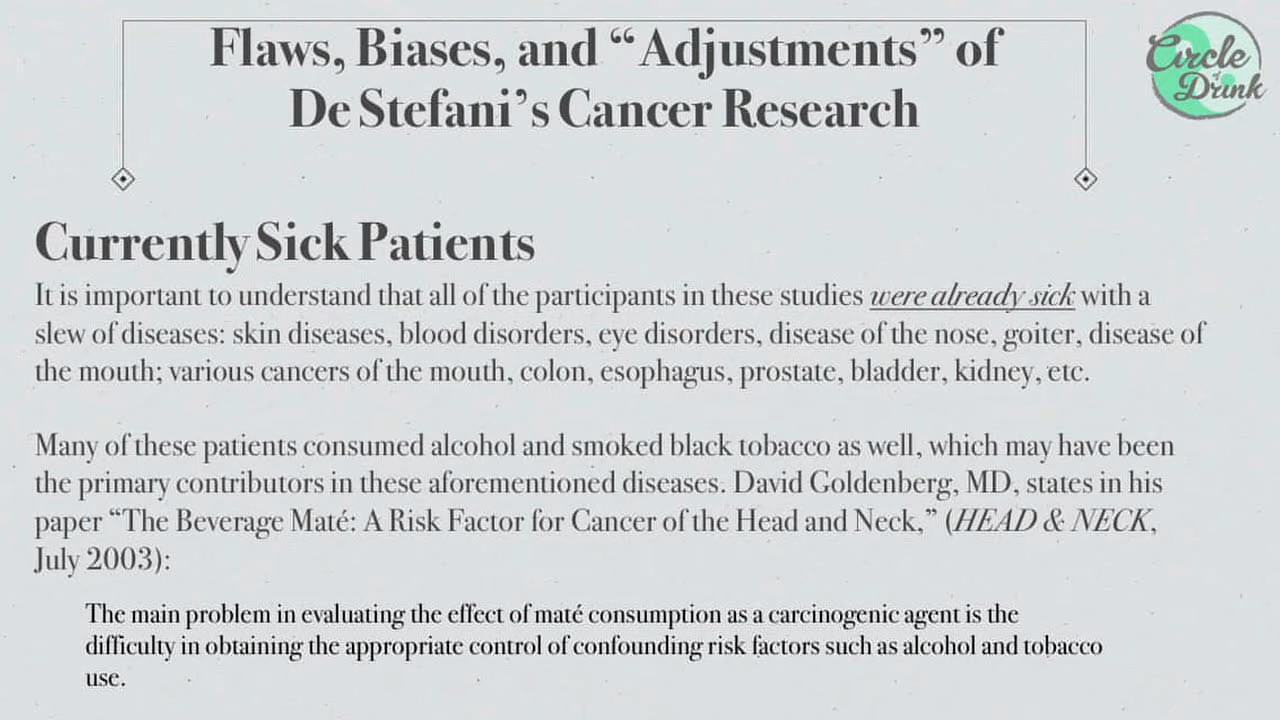 Flaws, Biases, and “Adjustments” of
De Stefani’s Cancer Research
Circle
of
Drink
Currently Sick Patients
It is important to understand that all of the participants in these studies were already sick with a
slew of diseases: skin diseases, blood disorders, eye disorders, disease of the nose, goiter, disease of
the mouth; various cancers of the mouth, colon, esophagus, prostate, bladder, kidney, etc.
Many of these patients consumed alcohol and smoked black tobacco as well, which may have been
the primary contributors in these aforementioned diseases. David Goldenberg, MD, states in his
paper “The Beverage Maté: A Risk Factor for Cancer of the Head and Neck,” (HEAD & NECK,
July 2003):
The main problem in evaluating the effect of maté consumption as a carcinogenic agent is the
difficulty in obtaining the appropriate control of confounding risk factors such as alcohol and tobacco
use.